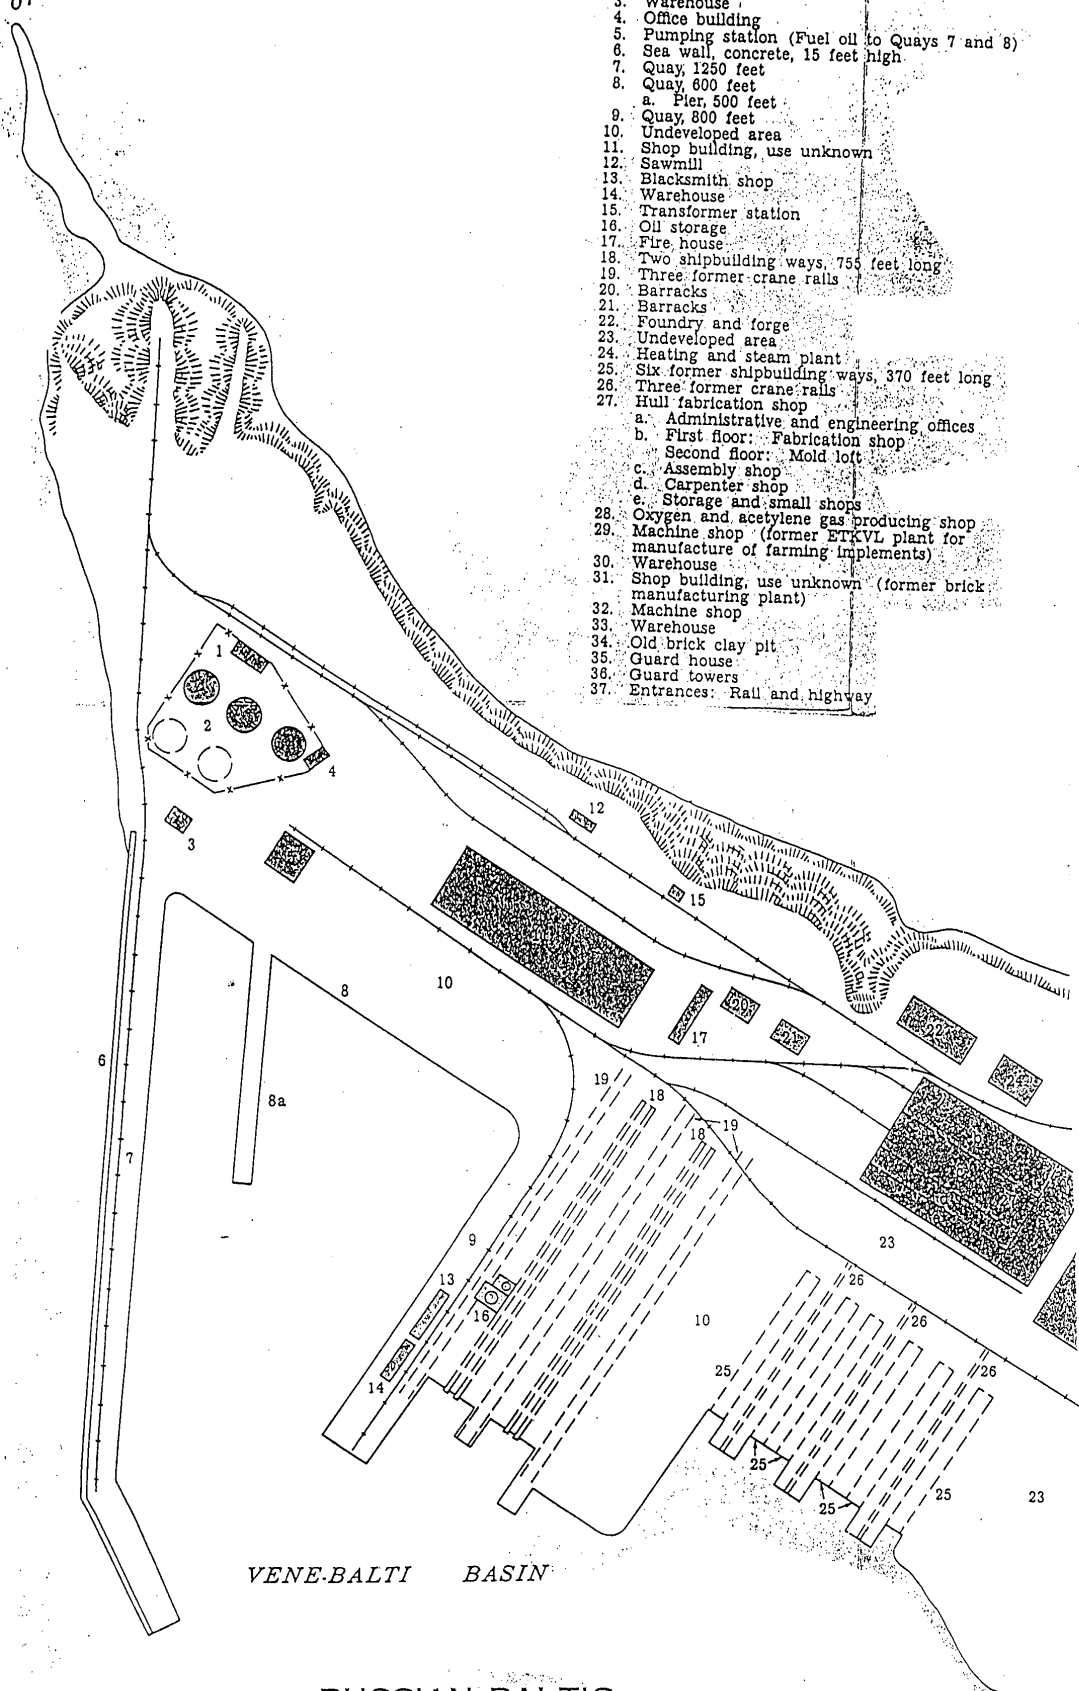 3. Warehouse
4. Office building
5. Pumping station (Fuel oil to Quays 7 and 8)
6. Sea wall, concrete, 15 feet high
7. Quay, 1250 feet
8. Quay, 600 feet
a. Pier, 500 feet
9. Quay, 800 feet
10. Undeveloped area
11. Shop building, use unknown
12. Sawmill
13. Blacksmith shop
14. Warehouse
15. Transformer station
16. Oil storage
17. Fire house
18. Two shipbuilding ways, 755 feet long
19. Three former crane rails
20. Barracks
21. Barracks
22. Foundry and forge
23. Undeveloped area
24. Heating and steam plant
25. Six former shipbuilding ways, 370 feet long
26. Three former crane rails
27. Hull fabrication shop
a. Administrative and engineering offices
b. First floor: Fabrication shop
Second floor: Mold loft
c. Assembly shop
d. Carpenter shop
e. Storage and small shops
28. Oxygen and acetylene gas producing shop
29. Machine shop (former ETKVL plant for
manufacture of farming implements)
30. Warehouse
31. Shop building, use unknown (former brick
manufacturing plant)
32. Machine shop
33. Warehouse
34. Old brick clay pit
35. Guard house
36. Guard towers
37. Entrances: Rail and highway
1
2
4
3
12
15
10
8
17
20
21
22
24
6
8a
7
19
18
19
18
9
23
13
16
14
10
26
26
26
25
25
25
25
23
VENE-BALTI BASIN
RUSSIAN BALTIC